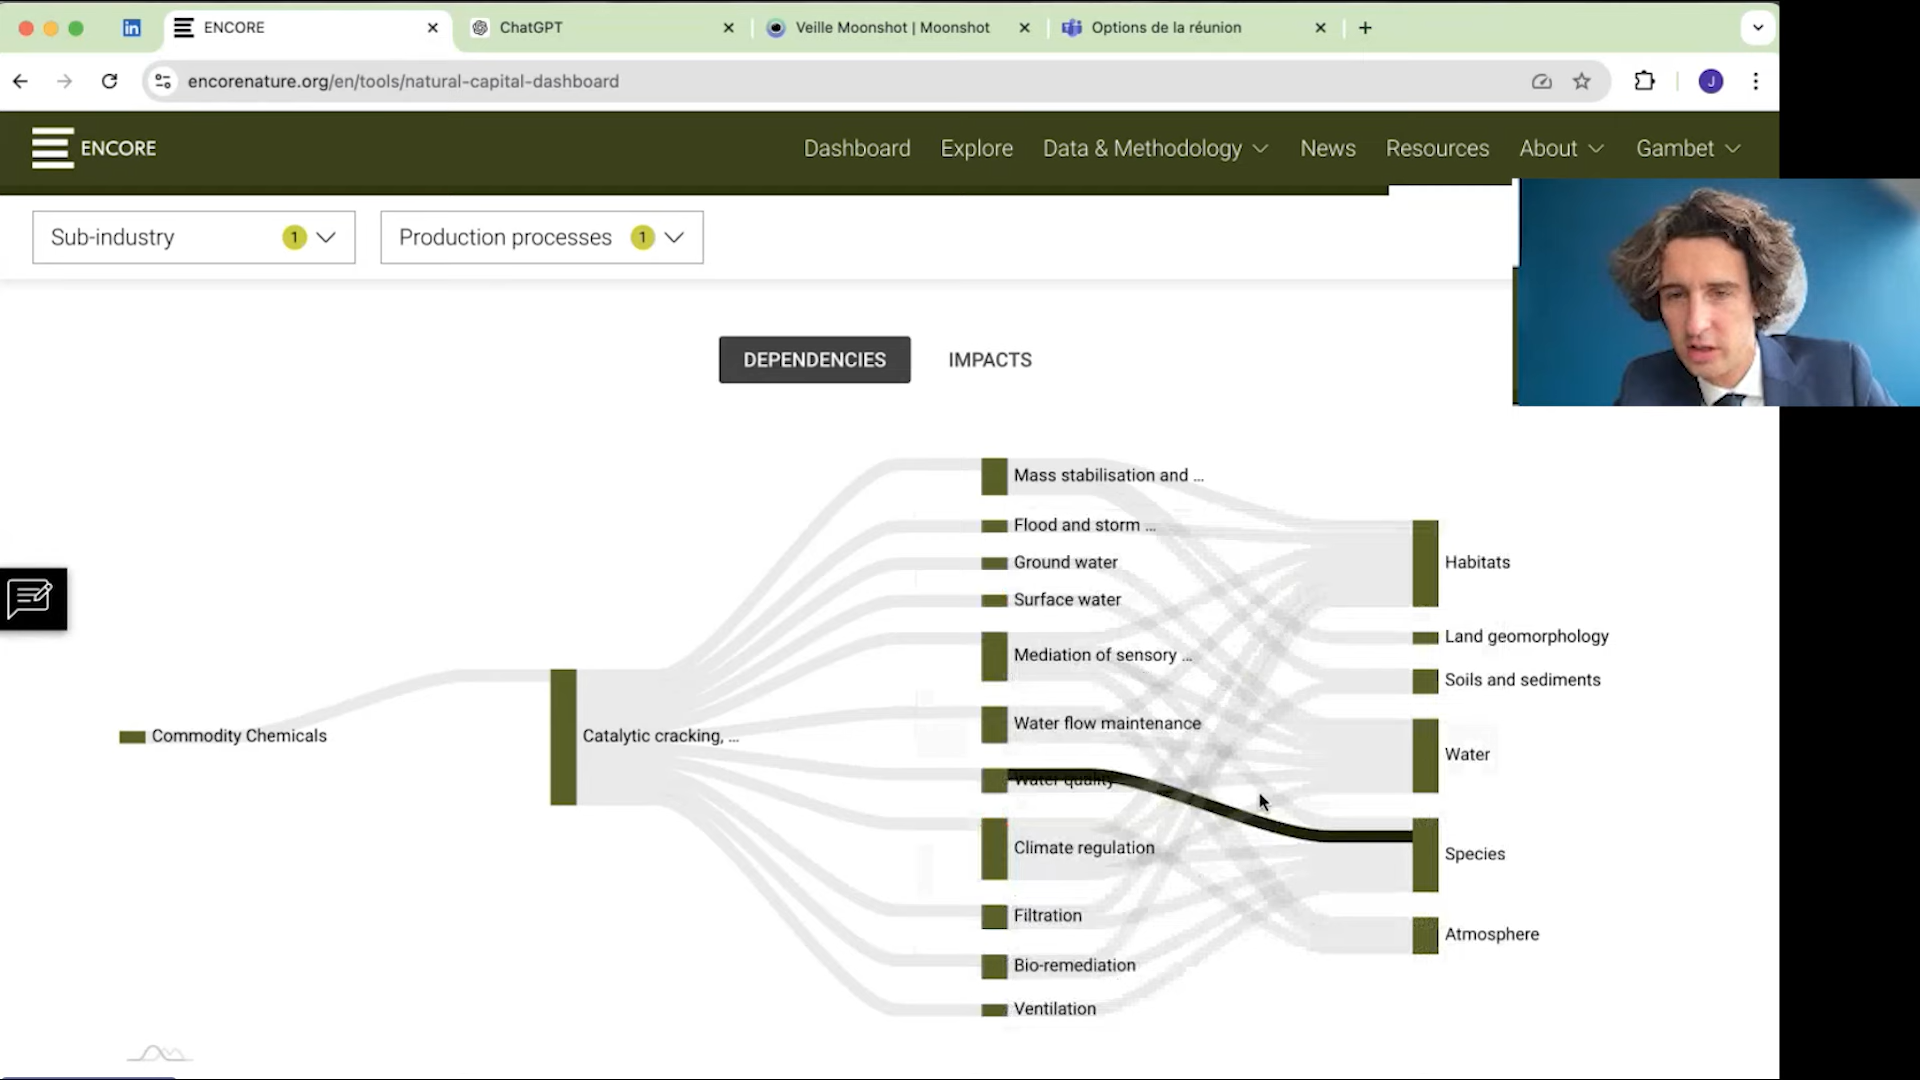 in
ENCORE
ChatGPT
Veille Moonshot | Moonshot
Options de la réunion
encorenature.org/en/tools/natural-capital-dashboard
J
ENCORE
Dashboard
Explore
Data & Methodology
News
Resources
About
Gambet
Sub-industry 1
Production processes 1
DEPENDENCIES
IMPACTS
Mass stabilisation and ...
Flood and storm ...
Ground water
Surface water
Mediation of sensory ...
Water flow maintenance
Water quality
Climate regulation
Filtration
Bio-remediation
Ventilation
Commodity Chemicals
Catalytic cracking, ...
Habitats
Land geomorphology
Soils and sediments
Water
Species
Atmosphere